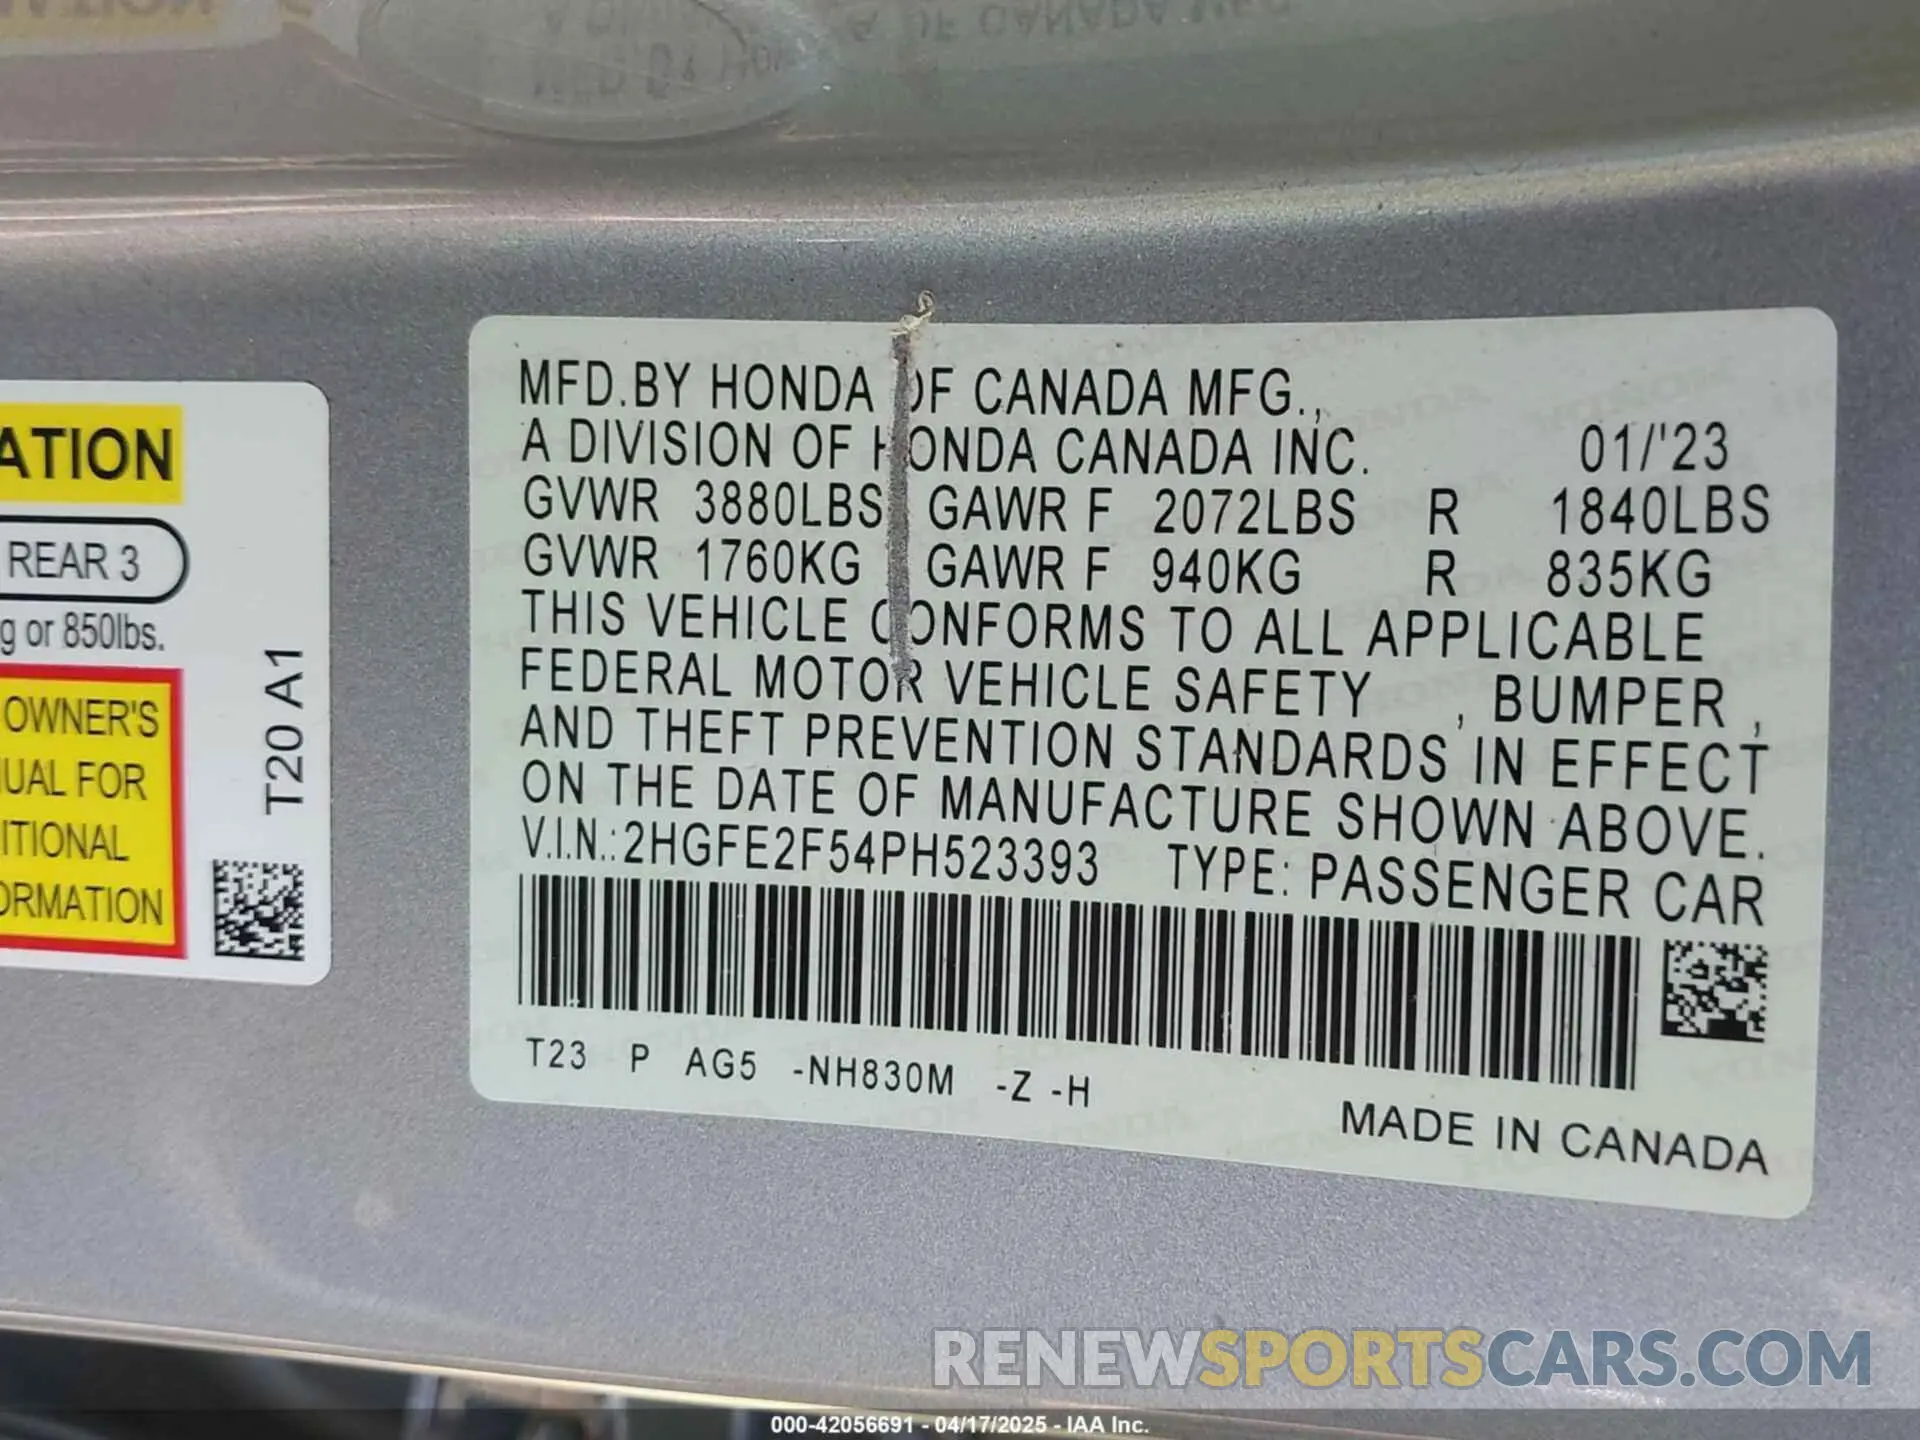 ATION
REAR 3
g or 850lbs.
OWNER'S
UAL FOR
ITIONAL
ORMATION
T20 A1
MFD.BY HONDA OF CANADA MFG.,
A DIVISION OF HONDA CANADA INC. 01/'23
GVWR 3880LBS GAWR F 2072LBS R 1840LBS
GVWR 1760KG GAWR F 940KG R 835KG
THIS VEHICLE CONFORMS TO ALL APPLICABLE
FEDERAL MOTOR VEHICLE SAFETY , BUMPER ,
AND THEFT PREVENTION STANDARDS IN EFFECT
ON THE DATE OF MANUFACTURE SHOWN ABOVE.
V.I.N.:2HGFE2F54PH523393 TYPE: PASSENGER CAR
T23 P AG5 -NH830M -Z -H
MADE IN CANADA
RENEWSPORTSCARS.COM
000-42056691 - 04/17/2025 - IAA Inc.